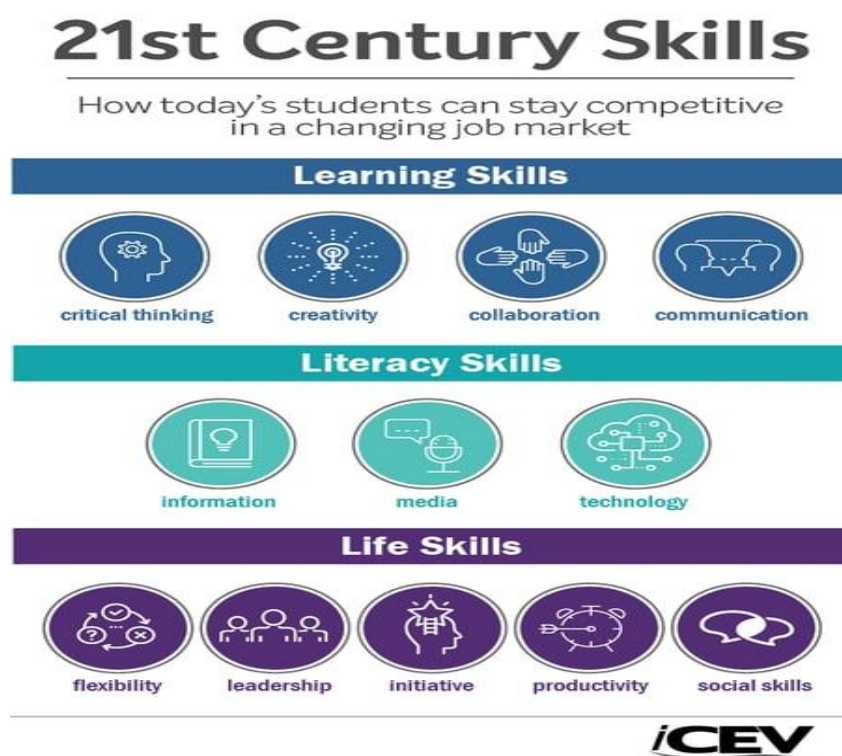 21st Century Skills
How today's students can stay competitive
in a changing job market
Learning Skills
critical thinking
creativity
collaboration
communication
Literacy Skills
information
media
technology
Life Skills
flexibility
leadership
initiative
productivity
social skills
iCEV